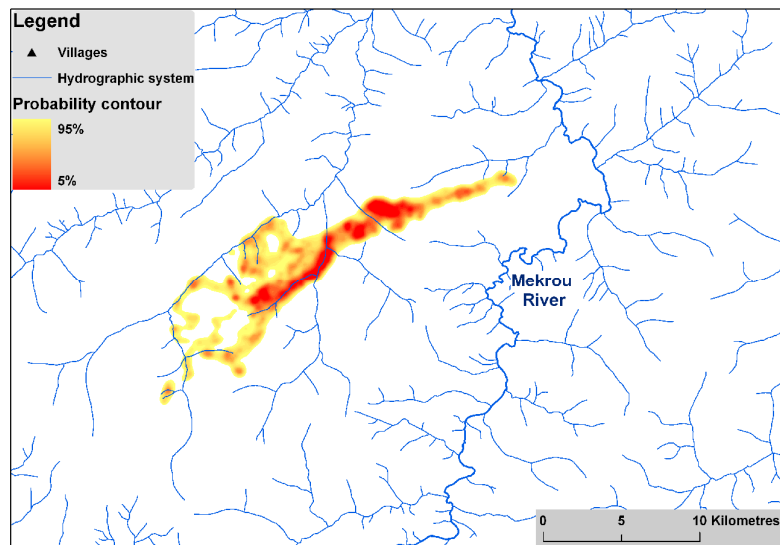 Legend
Villages
Hydrographic system
Probability contour
95%
5%
Mekrou
River
0 5 10 Kilometres